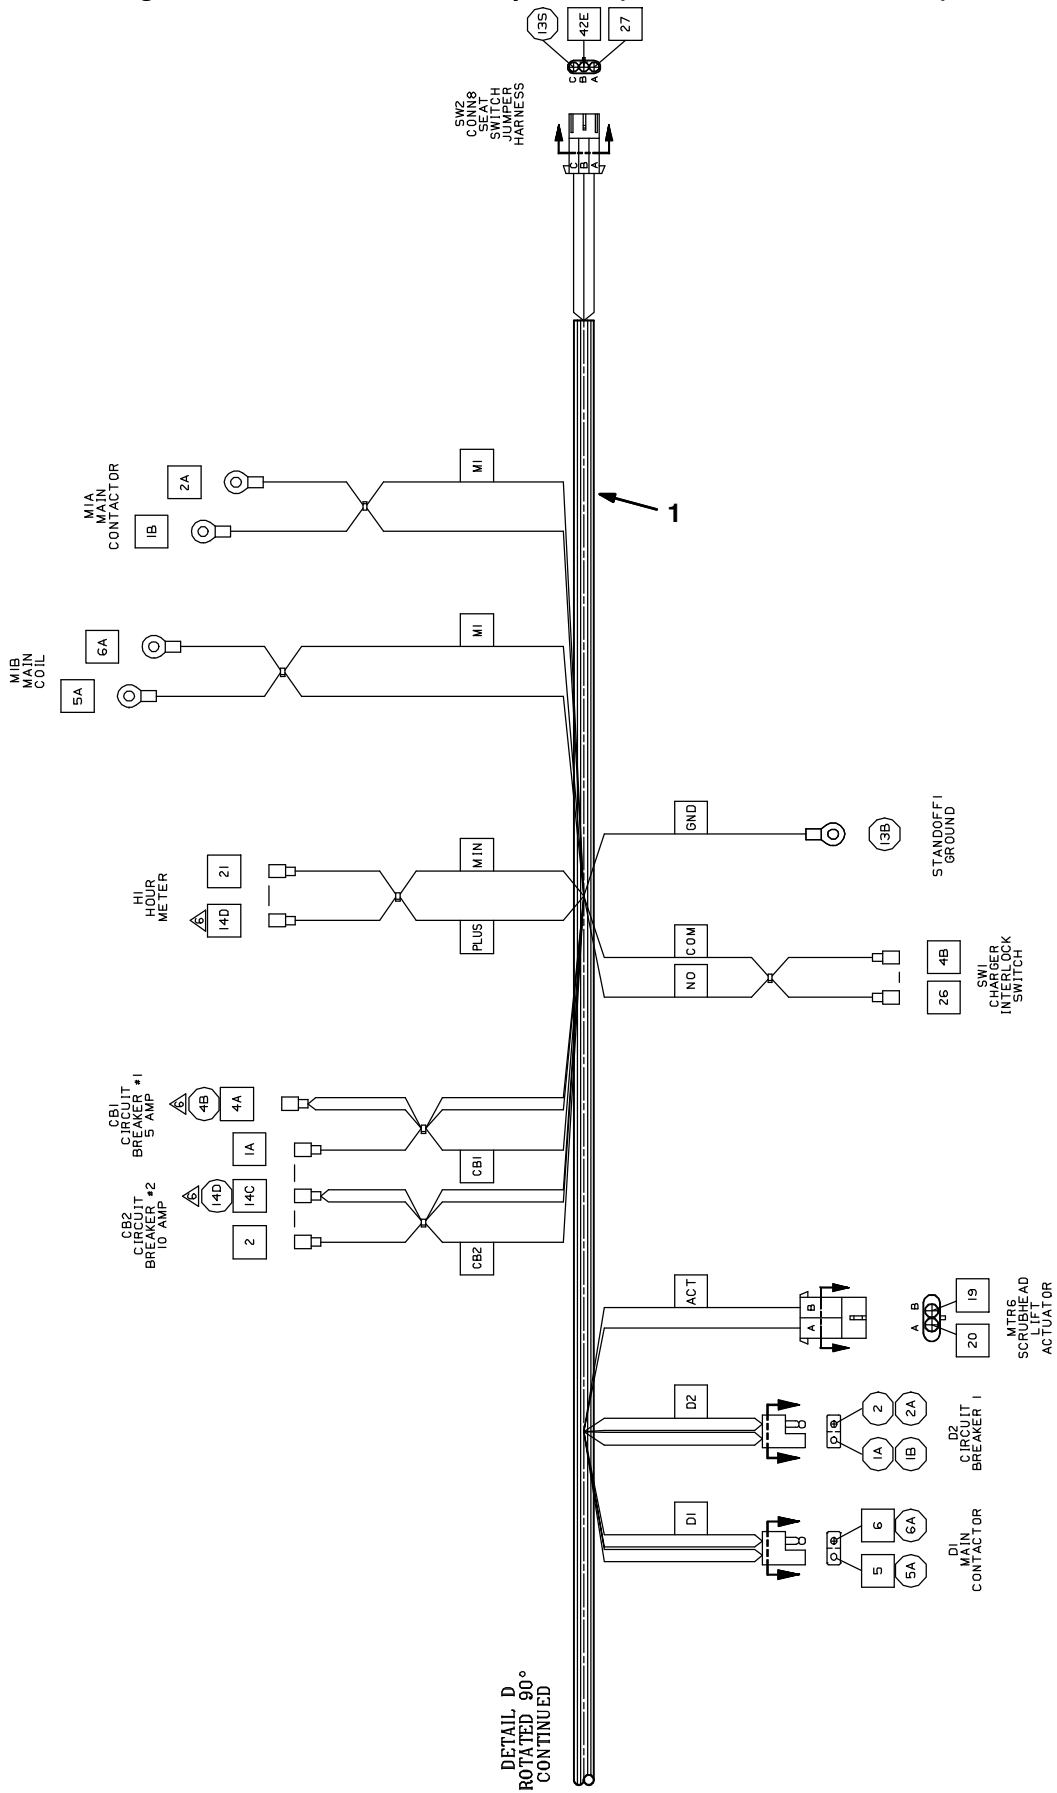 13S
42E
27
C
B
A
SW2
CONN8
SEAT
SWITCH
JUMPER
HARNESS
C
B
A
M1A
MAIN
CONTACTOR
2A
1B
M1
1
M1B
MAIN
COIL
6A
5A
M1
H1
HOUR
METER
21
6
14D
MIN
PLUS
GND
13B
STANDOFF1
GROUND
COM
NO
4B
26
SW1
CHARGER
INTERLOCK
SWITCH
CB1
CIRCUIT
BREAKER #1
5 AMP
6
4B
4A
1A
CB1
CB2
CIRCUIT
BREAKER #2
10 AMP
6
14D
14C
2
CB2
ACT
B
A
B
A
19
20
MTR6
SCRUBHEAD
LIFT
ACTUATOR
D2
2
2A
1A
1B
D2
CIRCUIT
BREAKER 1
D1
6
6A
5
5A
D1
MAIN
CONTACTOR
DETAIL D
ROTATED 90°
CONTINUED